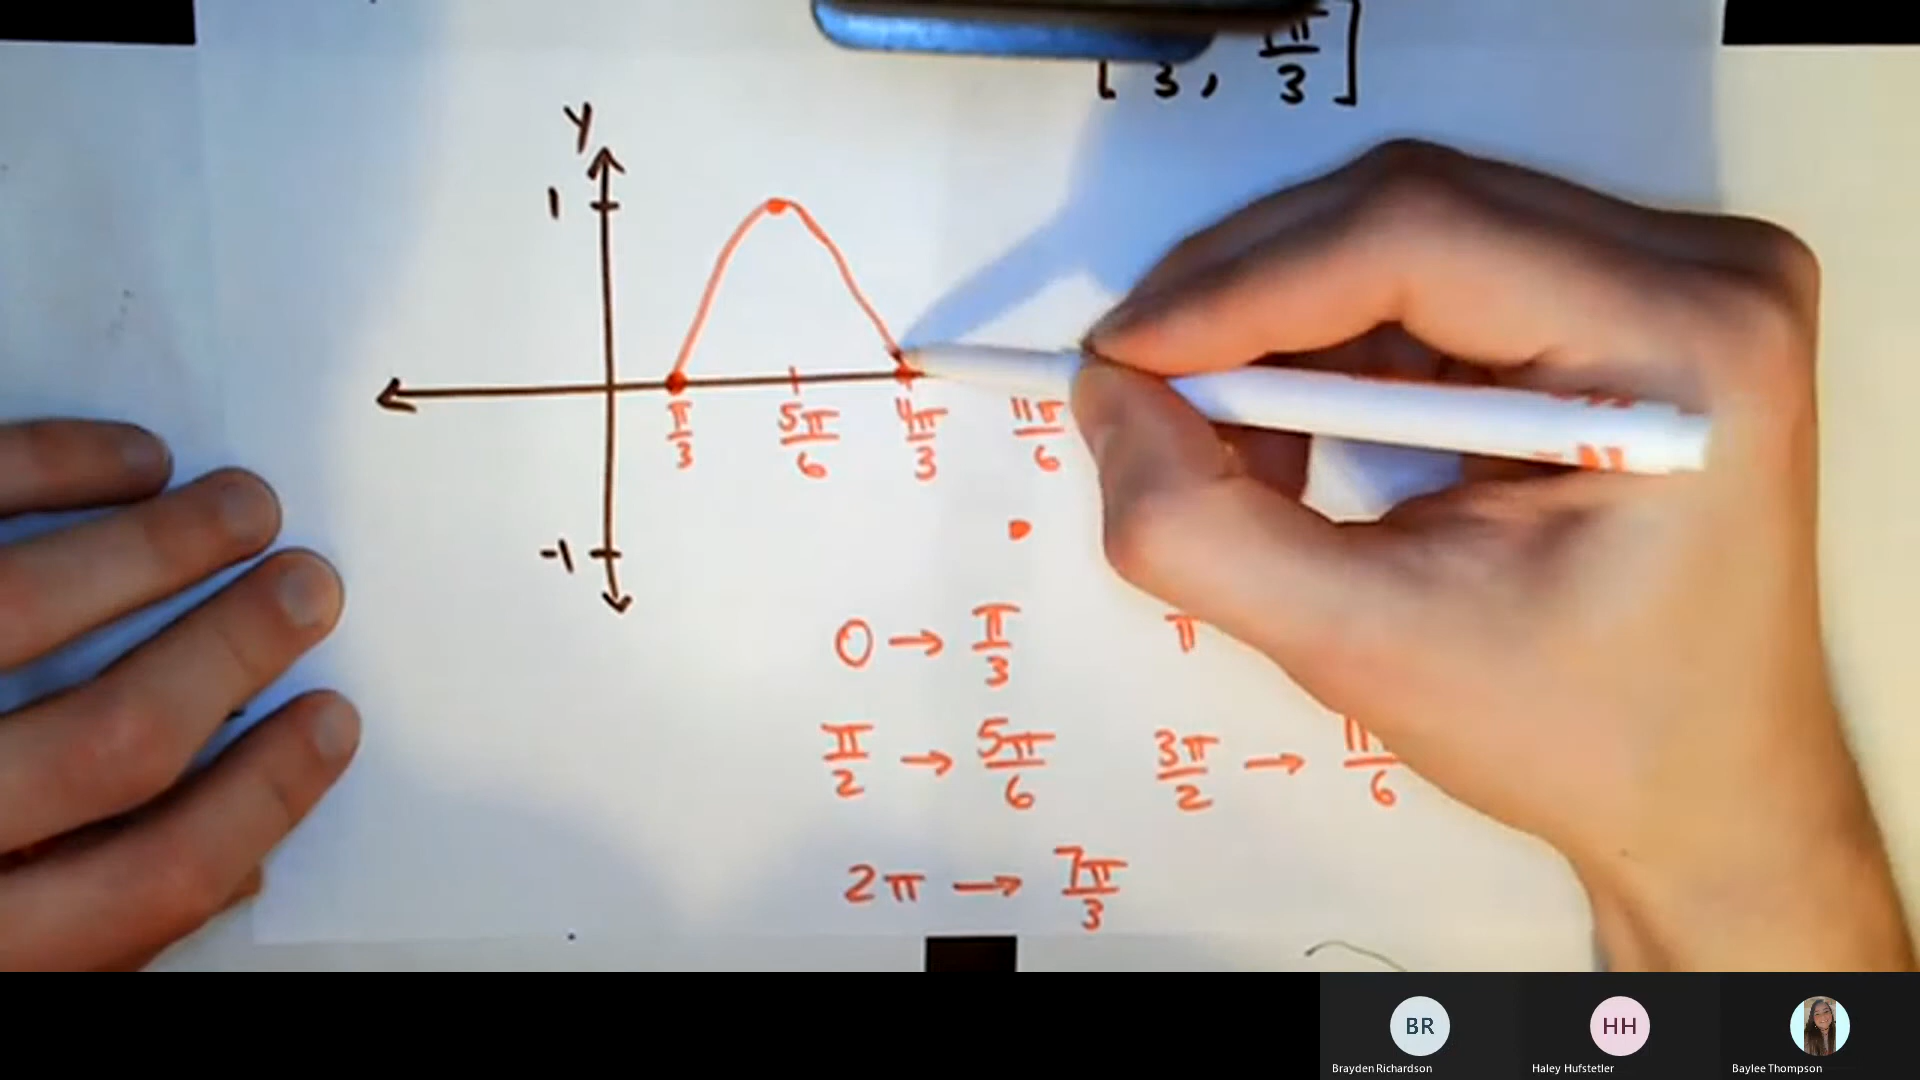 [ 3 , π/3 ]
y
1
π/3 5π/6 4π/3 11π/6
-1
0 → π/3 π
π/2 → 5π/6 3π/2 → 11π/6
2π → 7π/3
BR HH
Brayden Richardson Haley Hufstetler Baylee Thompson